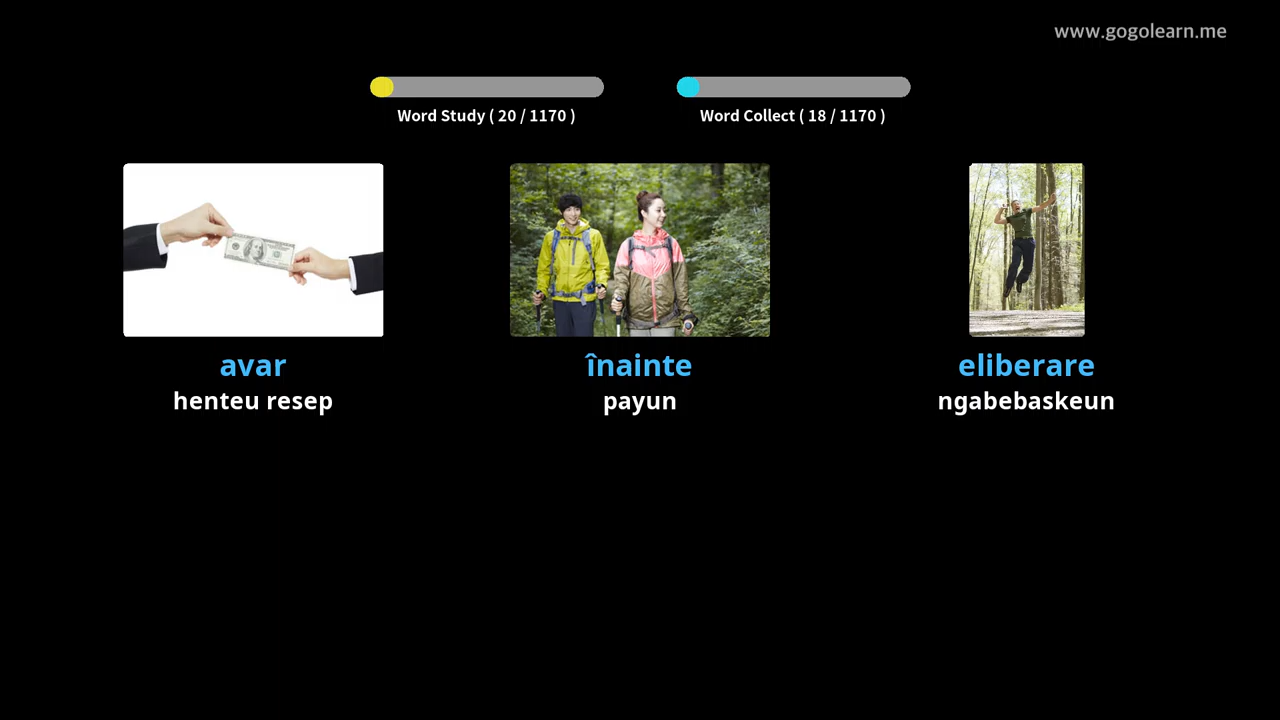 www.gogolearn.me
Word Study ( 20 / 1170 )
Word Collect ( 18 / 1170 )
avar
henteu resep
înainte
payun
eliberare
ngabebaskeun